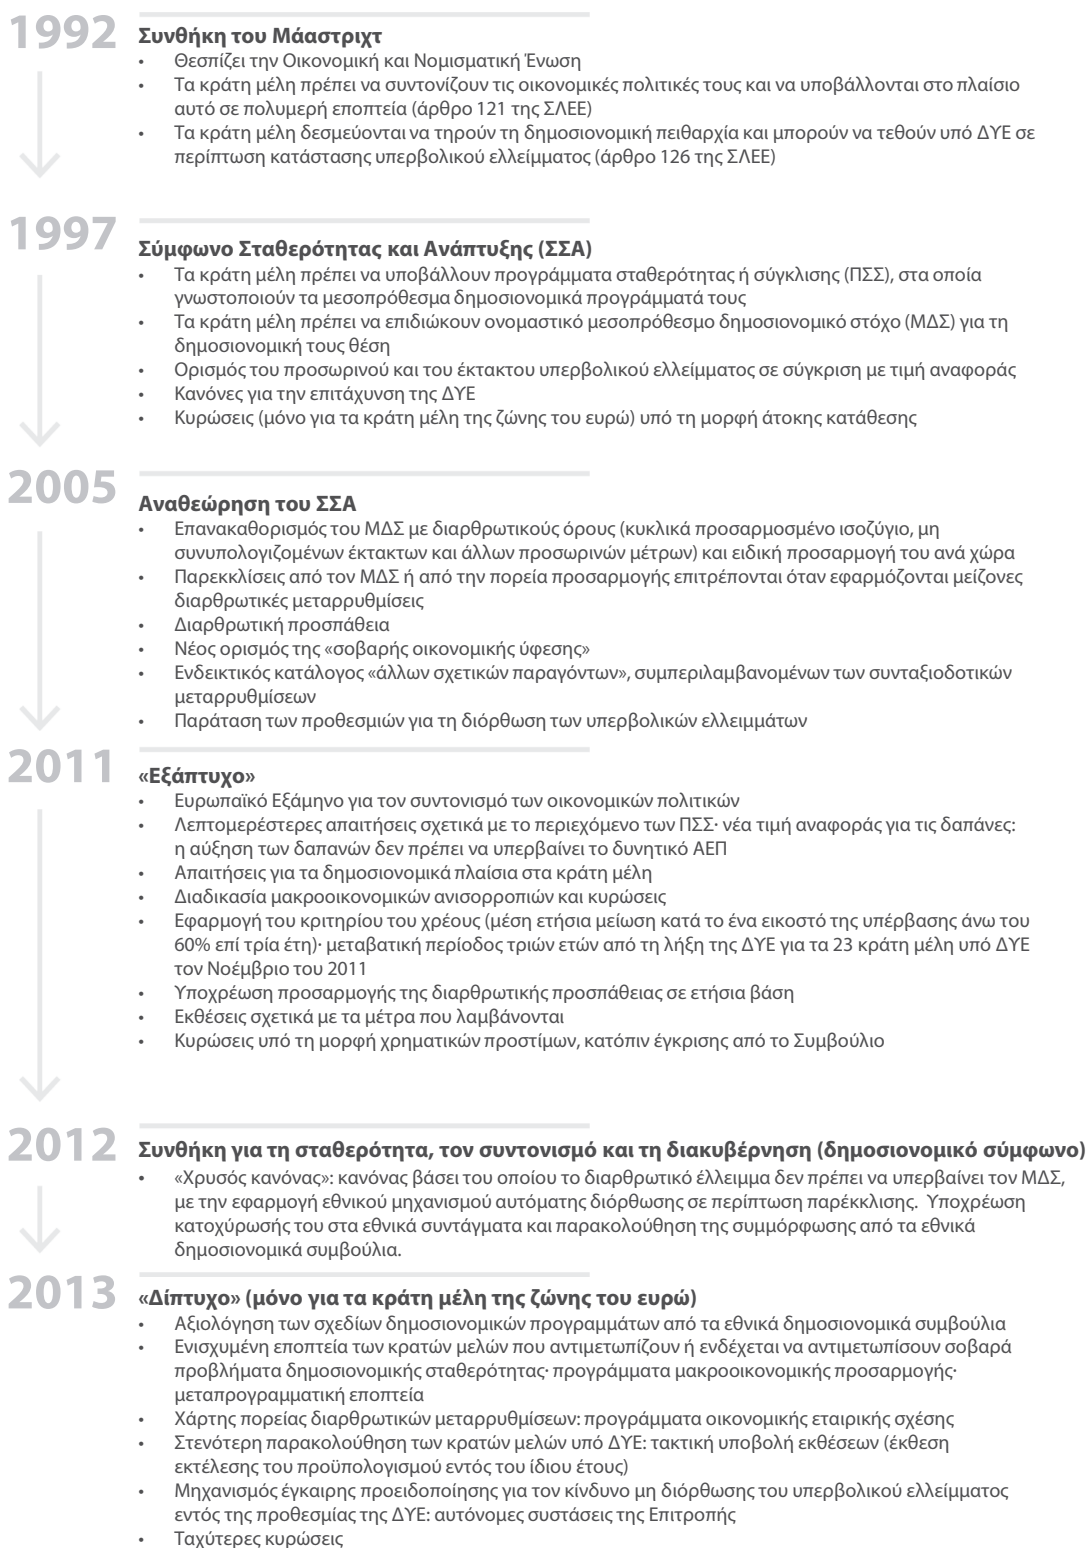 1992
Συνθήκη του Μάαστριχτ
• Θεσπίζει την Οικονομική και Νομισματική Ένωση
• Τα κράτη μέλη πρέπει να συντονίζουν τις οικονομικές πολιτικές τους και να υποβάλλονται στο πλαίσιο
αυτό σε πολυμερή εποπτεία (άρθρο 121 της ΣΛΕΕ)
• Τα κράτη μέλη δεσμεύονται να τηρούν τη δημοσιονομική πειθαρχία και μπορούν να τεθούν υπό ΔΥΕ σε
περίπτωση κατάστασης υπερβολικού ελλείμματος (άρθρο 126 της ΣΛΕΕ)
1997
Σύμφωνο Σταθερότητας και Ανάπτυξης (ΣΣΑ)
• Τα κράτη μέλη πρέπει να υποβάλλουν προγράμματα σταθερότητας ή σύγκλισης (ΠΣΣ), στα οποία
γνωστοποιούν τα μεσοπρόθεσμα δημοσιονομικά προγράμματά τους
• Τα κράτη μέλη πρέπει να επιδιώκουν ονομαστικό μεσοπρόθεσμο δημοσιονομικό στόχο (ΜΔΣ) για τη
δημοσιονομική τους θέση
• Ορισμός του προσωρινού και του έκτακτου υπερβολικού ελλείμματος σε σύγκριση με τιμή αναφοράς
• Κανόνες για την επιτάχυνση της ΔΥΕ
• Κυρώσεις (μόνο για τα κράτη μέλη της ζώνης του ευρώ) υπό τη μορφή άτοκης κατάθεσης
2005
Αναθεώρηση του ΣΣΑ
• Επανακαθορισμός του ΜΔΣ με διαρθρωτικούς όρους (κυκλικά προσαρμοσμένο ισοζύγιο, μη
συνυπολογιζομένων έκτακτων και άλλων προσωρινών μέτρων) και ειδική προσαρμογή του ανά χώρα
• Παρεκκλίσεις από τον ΜΔΣ ή από την πορεία προσαρμογής επιτρέπονται όταν εφαρμόζονται μείζονες
διαρθρωτικές μεταρρυθμίσεις
• Διαρθρωτική προσπάθεια
• Νέος ορισμός της «σοβαρής οικονομικής ύφεσης»
• Ενδεικτικός κατάλογος «άλλων σχετικών παραγόντων», συμπεριλαμβανομένων των συνταξιοδοτικών
μεταρρυθμίσεων
• Παράταση των προθεσμιών για τη διόρθωση των υπερβολικών ελλειμμάτων
2011
«Εξάπτυχο»
• Ευρωπαϊκό Εξάμηνο για τον συντονισμό των οικονομικών πολιτικών
• Λεπτομερέστερες απαιτήσεις σχετικά με το περιεχόμενο των ΠΣΣ· νέα τιμή αναφοράς για τις δαπάνες:
η αύξηση των δαπανών δεν πρέπει να υπερβαίνει το δυνητικό ΑΕΠ
• Απαιτήσεις για τα δημοσιονομικά πλαίσια στα κράτη μέλη
• Διαδικασία μακροοικονομικών ανισορροπιών και κυρώσεις
• Εφαρμογή του κριτηρίου του χρέους (μέση ετήσια μείωση κατά το ένα εικοστό της υπέρβασης άνω του
60% επί τρία έτη)· μεταβατική περίοδος τριών ετών από τη λήξη της ΔΥΕ για τα 23 κράτη μέλη υπό ΔΥΕ
τον Νοέμβριο του 2011
• Υποχρέωση προσαρμογής της διαρθρωτικής προσπάθειας σε ετήσια βάση
• Εκθέσεις σχετικά με τα μέτρα που λαμβάνονται
• Κυρώσεις υπό τη μορφή χρηματικών προστίμων, κατόπιν έγκρισης από το Συμβούλιο
2012
Συνθήκη για τη σταθερότητα, τον συντονισμό και τη διακυβέρνηση (δημοσιονομικό σύμφωνο)
• «Χρυσός κανόνας»: κανόνας βάσει του οποίου το διαρθρωτικό έλλειμμα δεν πρέπει να υπερβαίνει τον ΜΔΣ,
με την εφαρμογή εθνικού μηχανισμού αυτόματης διόρθωσης σε περίπτωση παρέκκλισης. Υποχρέωση
κατοχύρωσής του στα εθνικά συντάγματα και παρακολούθηση της συμμόρφωσης από τα εθνικά
δημοσιονομικά συμβούλια.
2013
«Δίπτυχο» (μόνο για τα κράτη μέλη της ζώνης του ευρώ)
• Αξιολόγηση των σχεδίων δημοσιονομικών προγραμμάτων από τα εθνικά δημοσιονομικά συμβούλια
• Ενισχυμένη εποπτεία των κρατών μελών που αντιμετωπίζουν ή ενδέχεται να αντιμετωπίσουν σοβαρά
προβλήματα δημοσιονομικής σταθερότητας· προγράμματα μακροοικονομικής προσαρμογής·
μεταπρογραμματική εποπτεία
• Χάρτης πορείας διαρθρωτικών μεταρρυθμίσεων: προγράμματα οικονομικής εταιρικής σχέσης
• Στενότερη παρακολούθηση των κρατών μελών υπό ΔΥΕ: τακτική υποβολή εκθέσεων (έκθεση
εκτέλεσης του προϋπολογισμού εντός του ίδιου έτους)
• Μηχανισμός έγκαιρης προειδοποίησης για τον κίνδυνο μη διόρθωσης του υπερβολικού ελλείμματος
εντός της προθεσμίας της ΔΥΕ: αυτόνομες συστάσεις της Επιτροπής
• Ταχύτερες κυρώσεις